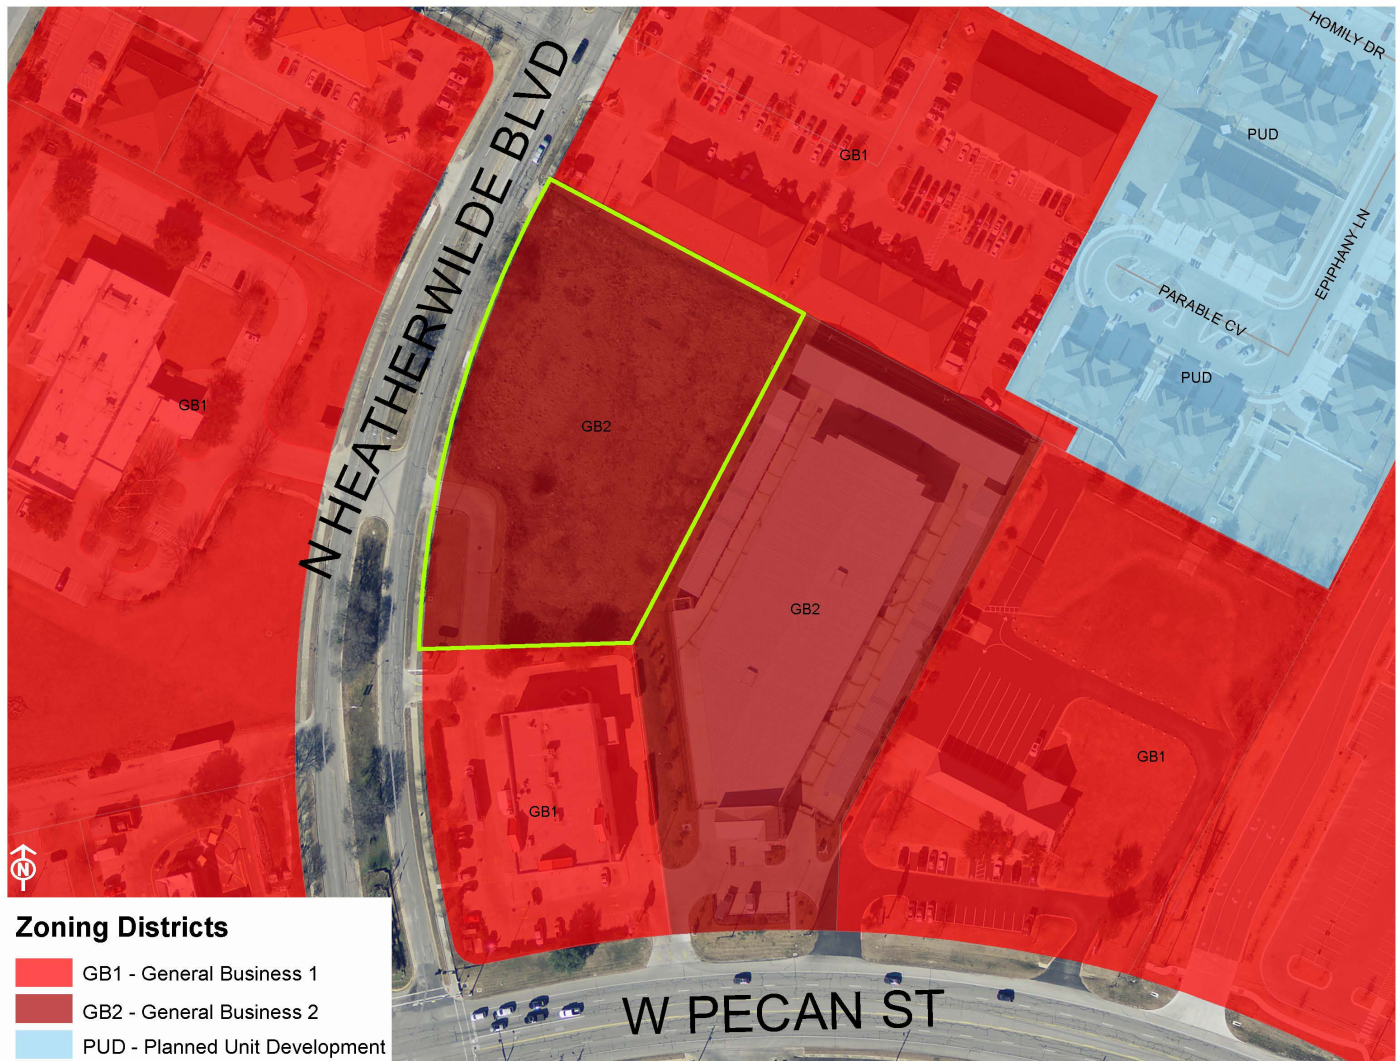 HOMILY DR
PUD
GB1
N HEATHERWILDE BLVD
EPIPHANY LN
PARABLE CV
PUD
GB1
GB2
GB2
GB1
GB1
N
Zoning Districts
GB1 - General Business 1
GB2 - General Business 2
PUD - Planned Unit Development
W PECAN ST